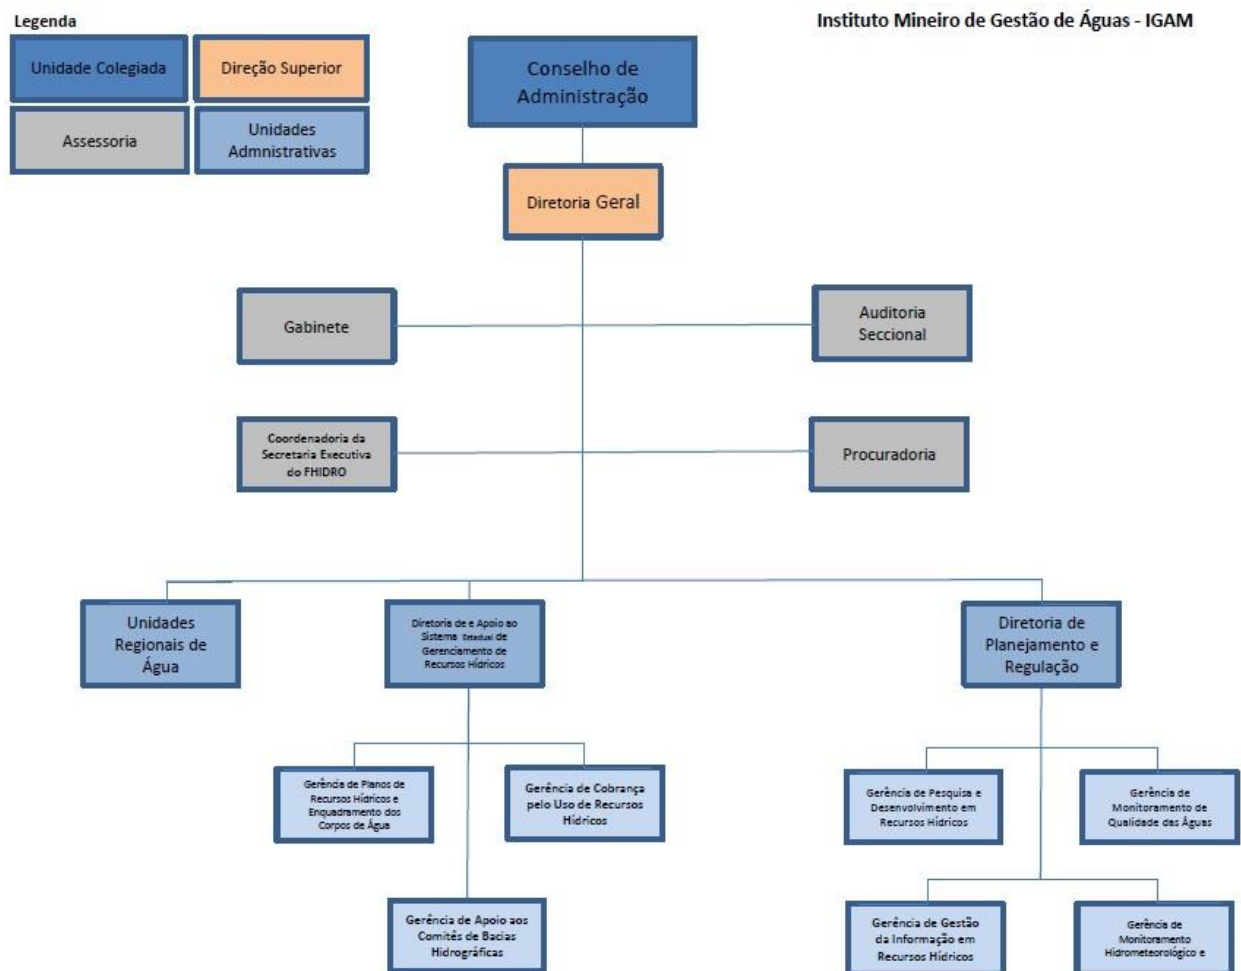 Legenda
Instituto Mineiro de Gestão de Águas - IGAM
Unidade Colegiada
Direção Superior
Assessoria
Unidades
Admnistrativas
Conselho de
Administração
Diretoria Geral
Gabinete
Auditoria
Seccional
Coordenadoria da
Secretaria Executiva
do FHIDRO
Procuradoria
Unidades
Regionais de
Água
Diretoria de e Apoio ao
Sistema Estadual de
Gerenciamento de
Recursos Hídricos
Diretoria de
Planejamento e
Regulação
Gerência de Planos de
Recursos Hídricos e
Enquadramento dos
Corpos de Água
Gerência de Cobrança
pelo Uso de Recursos
Hídricos
Gerência de Pesquisa e
Desenvolvimento em
Recursos Hídricos
Gerência de
Monitoramento de
Qualidade das Águas
Gerência de Apoio aos
Comitês de Bacias
Hidrográficas
Gerência de Gestão
da Informação em
Recursos Hídricos
Gerência de
Monitoramento
Hidrometeorológico e